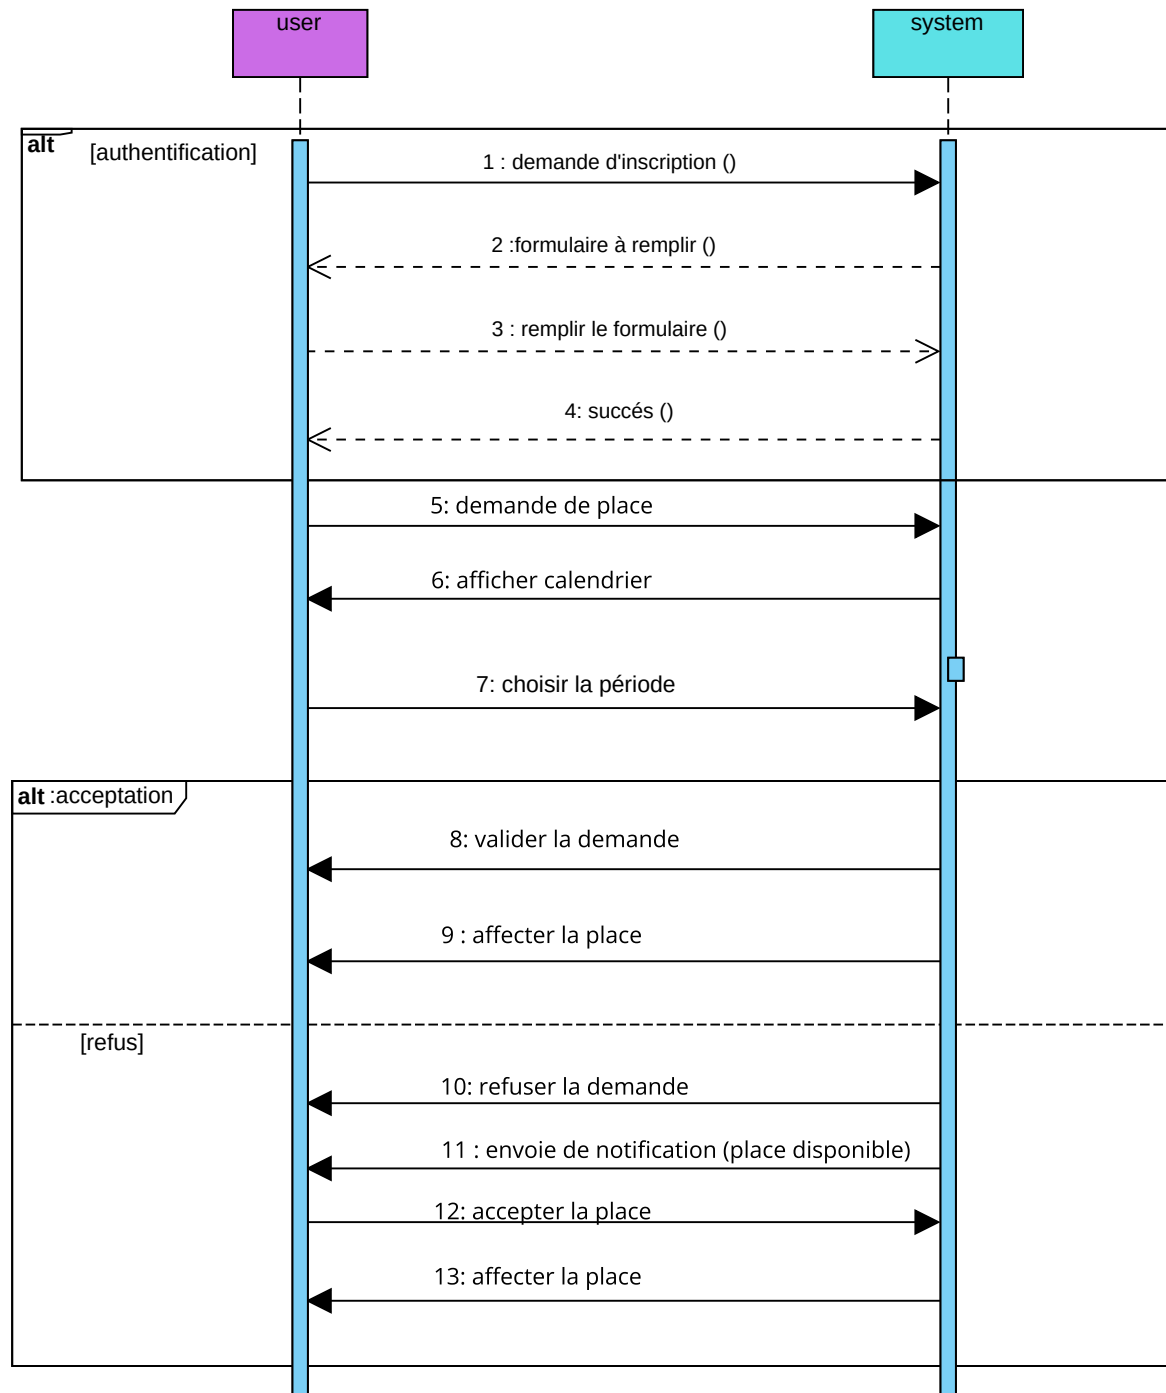 user
system
alt
[authentification]
1 : demande d'inscription ()
2 :formulaire à remplir ()
3 : remplir le formulaire ()
4: succés ()
5: demande de place
6: afficher calendrier
7: choisir la période
alt :acceptation
8: valider la demande
9 : affecter la place
[refus]
10: refuser la demande
11 : envoie de notification (place disponible)
12: accepter la place
13: affecter la place